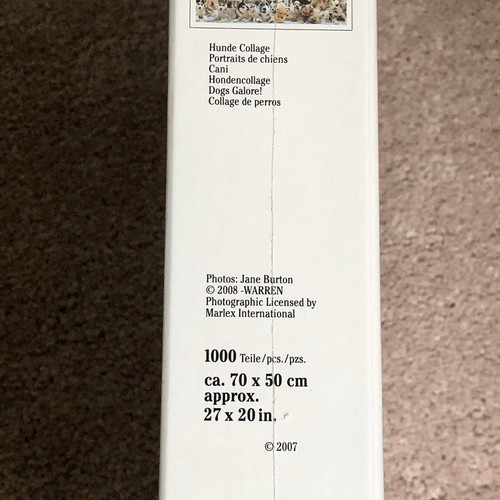 Hunde Collage
Portraits de chiens
Cani
Hondencollage
Dogs Galore!
Collage de perros
Photos: Jane Burton
© 2008 -WARREN
Photographic Licensed by
Marlex International
1000 Teile/pcs./pzs.
ca. 70 x 50 cm
approx.
27 x 20 in.
© 2007